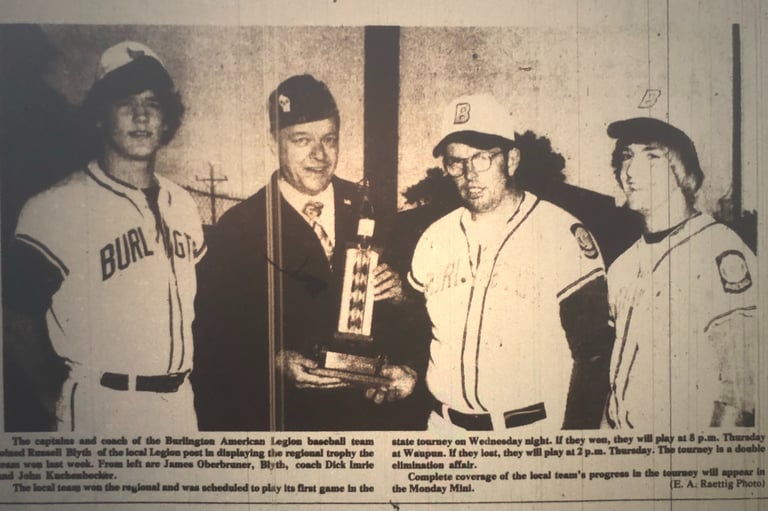 B
B
BURLINGT
The captains and coach of the Burlington American Legion baseball team
oined Russell Blyth of the local Legion post in displaying the regional trophy the
eam won last week. From left are James Oberbruner, Blyth, coach Dick Imrie
nd John Kuchenbecker.
The local team won the regional and was scheduled to play its first game in the
state tourney on Wednesday night. If they won, they will play at 8 p.m. Thursday
at Waupun. If they lost, they will play at 2 p.m. Thursday. The tourney is a double
elimination affair.
Complete coverage of the local team's progress in the tourney will appear in
the Monday Mini.
(E. A. Raettig Photo)